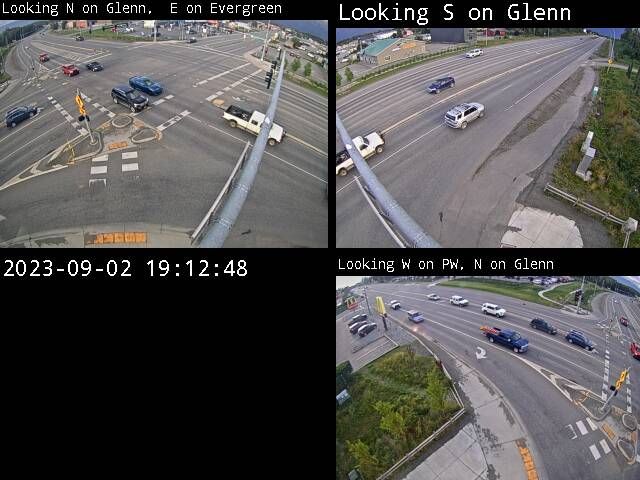 Looking N on Glenn,  E on Evergreen
Looking S on Glenn
2023-09-02 19:12:48
Looking W on PW, N on Glenn